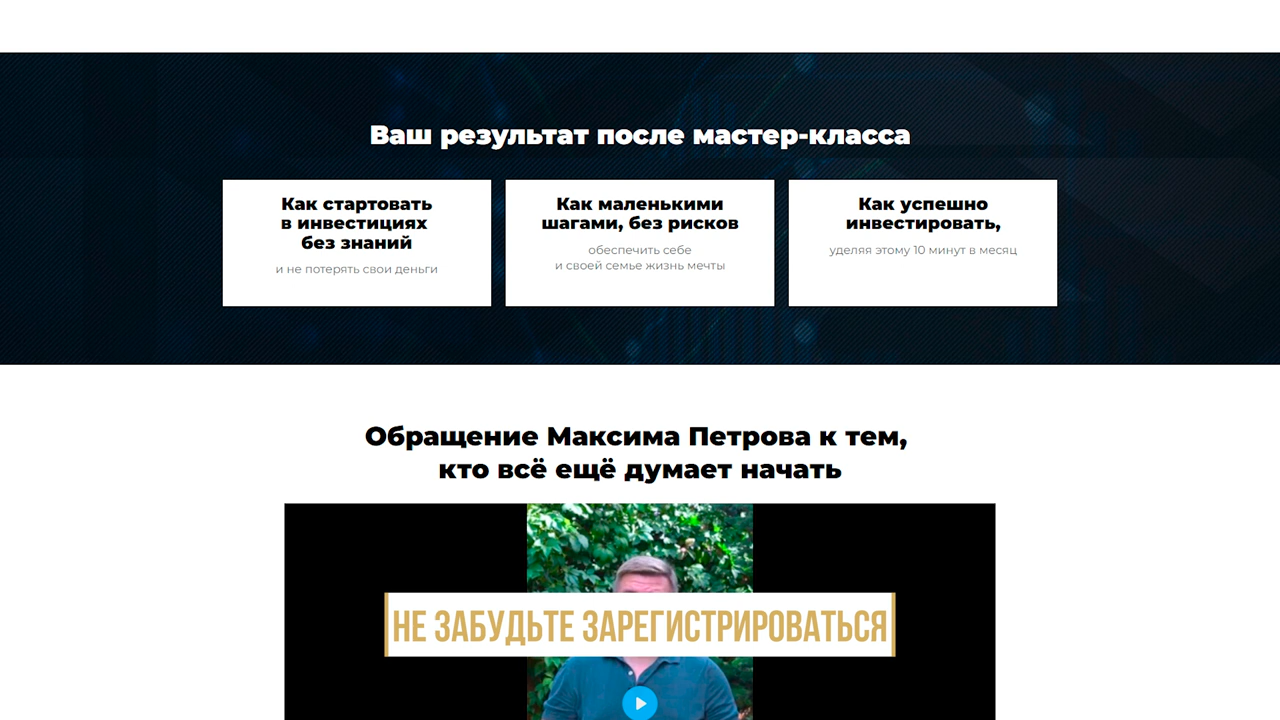 Ваш результат после мастер-класса
Как стартовать
в инвестициях
без знаний
и не потерять свои деньги
Как маленькими
шагами, без рисков
обеспечить себе
и своей семье жизнь мечты
Как успешно
инвестировать,
уделяя этому 10 минут в месяц
Обращение Максима Петрова к тем,
кто всё ещё думает начать
НЕ ЗАБУДЬТЕ ЗАРЕГИСТРИРОВАТЬСЯ